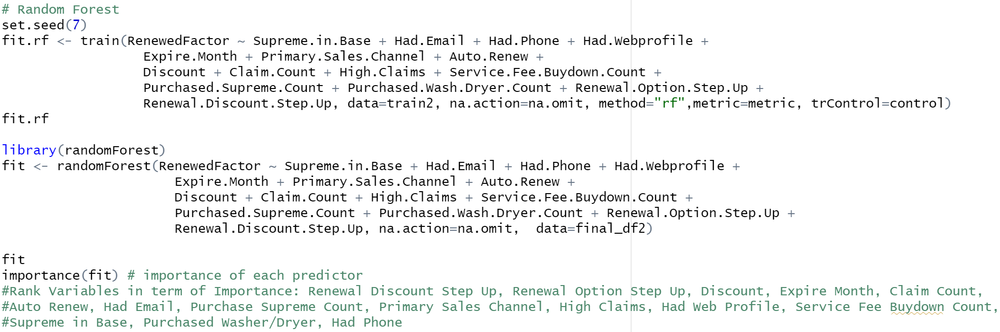 # Random Forest
set.seed(7)
fit.rf <- train(RenewedFactor ~ Supreme.in.Base + Had.Email + Had.Phone + Had.Webprofile +
                  Expire.Month + Primary.Sales.Channel + Auto.Renew +
                  Discount + Claim.Count + High.Claims + Service.Fee.Buydown.Count +
                  Purchased.Supreme.Count + Purchased.Wash.Dryer.Count + Renewal.Option.Step.Up +
                  Renewal.Discount.Step.Up, data=train2, na.action=na.omit, method="rf",metric=metric, trControl=control)
fit.rf

library(randomForest)
fit <- randomForest(RenewedFactor ~ Supreme.in.Base + Had.Email + Had.Phone + Had.Webprofile +
                      Expire.Month + Primary.Sales.Channel + Auto.Renew +
                      Discount + Claim.Count + High.Claims + Service.Fee.Buydown.Count +
                      Purchased.Supreme.Count + Purchased.Wash.Dryer.Count + Renewal.Option.Step.Up +
                      Renewal.Discount.Step.Up, na.action=na.omit,  data=final_df2)

fit
importance(fit) # importance of each predictor
#Rank Variables in term of Importance: Renewal Discount Step Up, Renewal Option Step Up, Discount, Expire Month, Claim Count,
#Auto Renew, Had Email, Purchase Supreme Count, Primary Sales Channel, High Claims, Had Web Profile, Service Fee Buydown Count,
#Supreme in Base, Purchased Washer/Dryer, Had Phone